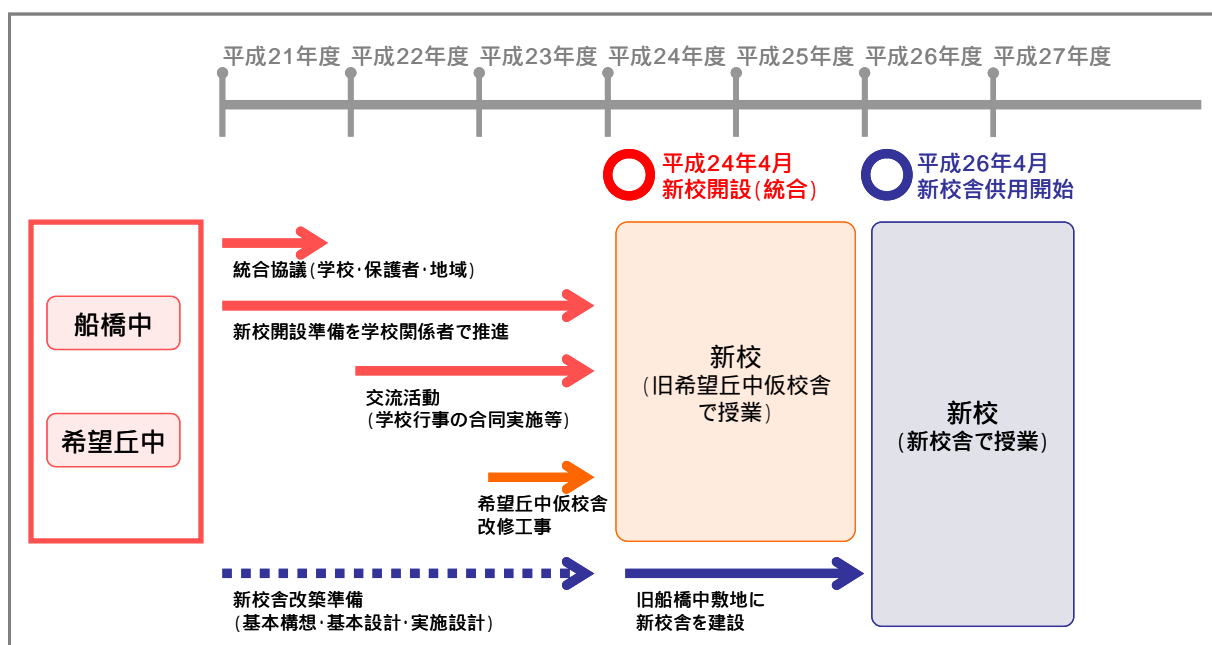 平成21年度 平成22年度 平成23年度 平成24年度 平成25年度 平成26年度 平成27年度
平成24年4月
新校開設(統合)
平成26年4月
新校舎供用開始
船橋中
希望丘中
統合協議(学校・保護者・地域)
新校開設準備を学校関係者で推進
交流活動
(学校行事の合同実施等)
希望丘中仮校舎
改修工事
新校舎改築準備
(基本構想・基本設計・実施設計)
旧船橋中敷地に
新校舎を建設
新校
(旧希望丘中仮校舎
で授業)
新校
(新校舎で授業)